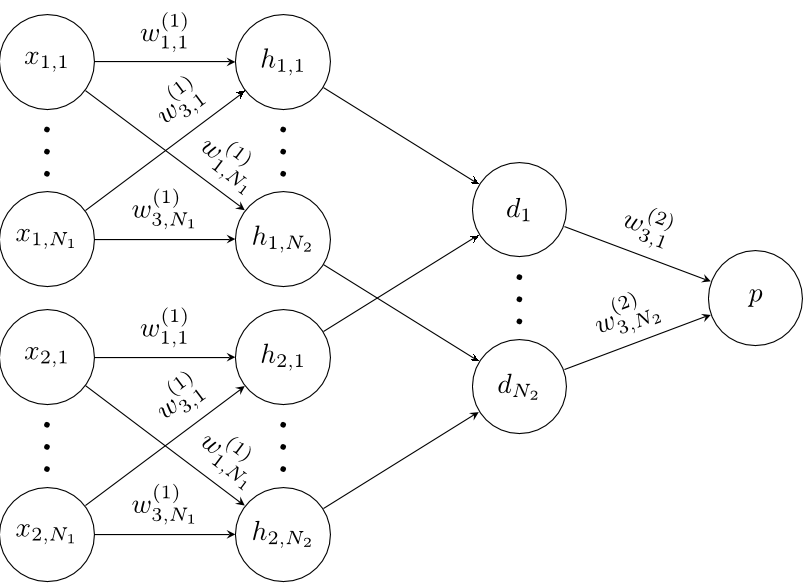 x_{1,1}
w_{1,1}^{(1)}
h_{1,1}
w_{3,1}^{(1)}
w_{1,N_1}^{(1)}
x_{1,N_1}
w_{3,N_1}^{(1)}
h_{1,N_2}
x_{2,1}
w_{1,1}^{(1)}
h_{2,1}
w_{3,1}^{(1)}
w_{1,N_1}^{(1)}
x_{2,N_1}
w_{3,N_1}^{(1)}
h_{2,N_2}
d_1
d_{N_2}
w_{3,1}^{(2)}
w_{3,N_2}^{(2)}
p